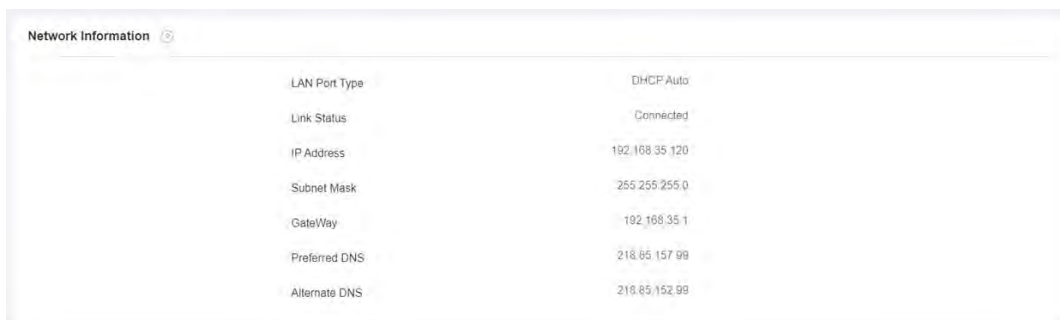 Network Information
LAN Port Type DHCP Auto
Link Status Connected
IP Address 192.168.35.120
Subnet Mask 255.255.255.0
GateWay 192.168.35.1
Preferred DNS 218.85.157.99
Alternate DNS 218.85.152.99